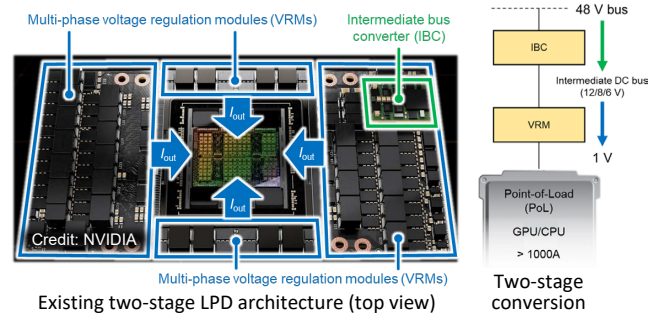 Multi-phase voltage regulation modules (VRMs)
Intermediate bus
converter (IBC)
Iout
Iout
Iout
Iout
Credit: NVIDIA
Multi-phase voltage regulation modules (VRMs)
Existing two-stage LPD architecture (top view)
48 V bus
IBC
Intermediate DC bus
(12/8/6 V)
VRM
1 V
Point-of-Load
(PoL)
GPU/CPU
> 1000A
Two-stage
conversion